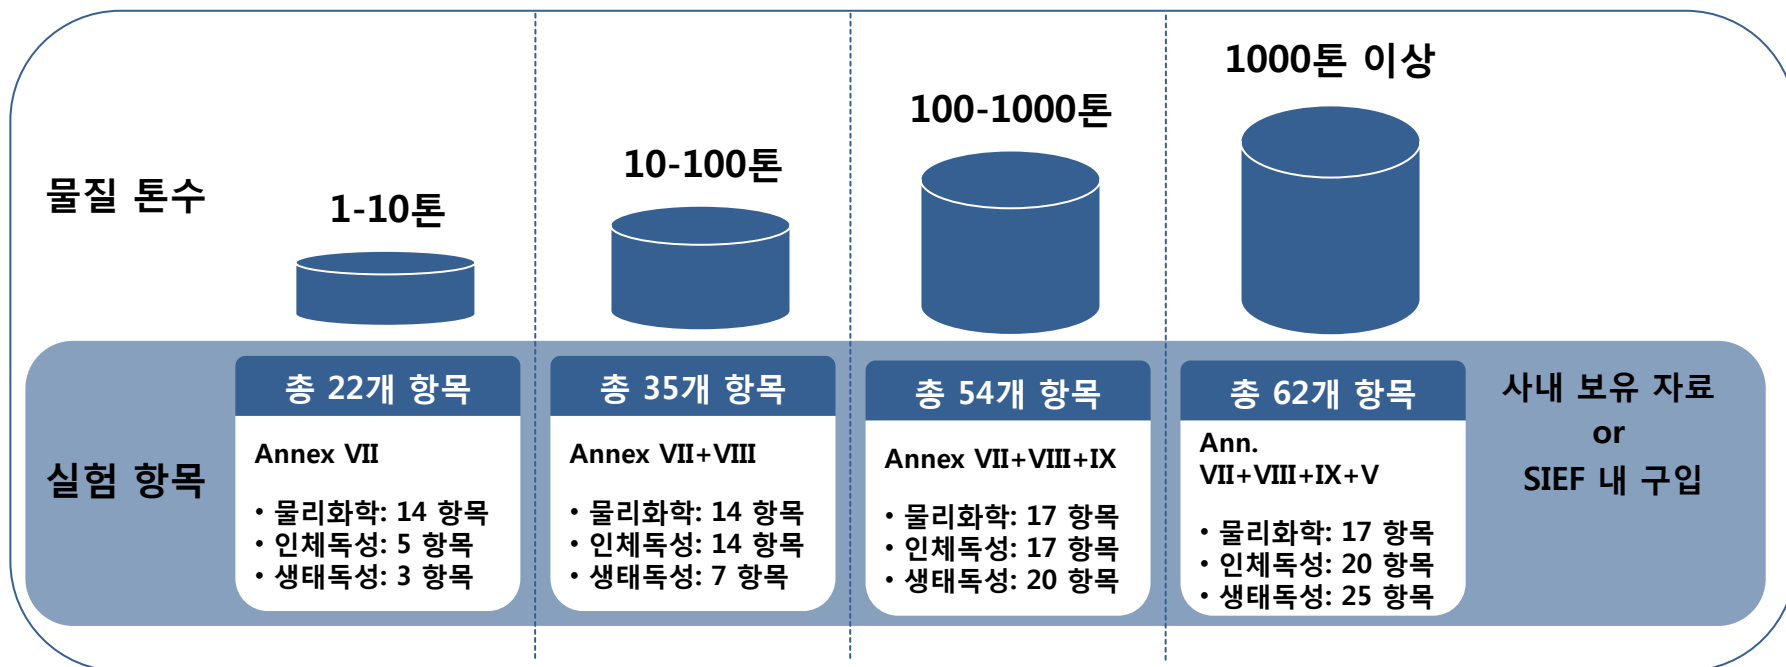 물질 톤수
1-10톤
10-100톤
100-1000톤
1000톤 이상
실험 항목
총 22개 항목
Annex VII
• 물리화학: 14 항목
• 인체독성: 5 항목
• 생태독성: 3 항목
총 35개 항목
Annex VII+VIII
• 물리화학: 14 항목
• 인체독성: 14 항목
• 생태독성: 7 항목
총 54개 항목
Annex VII+VIII+IX
• 물리화학: 17 항목
• 인체독성: 17 항목
• 생태독성: 20 항목
총 62개 항목
Ann.
VII+VIII+IX+V
• 물리화학: 17 항목
• 인체독성: 20 항목
• 생태독성: 25 항목
사내 보유 자료
or
SIEF 내 구입